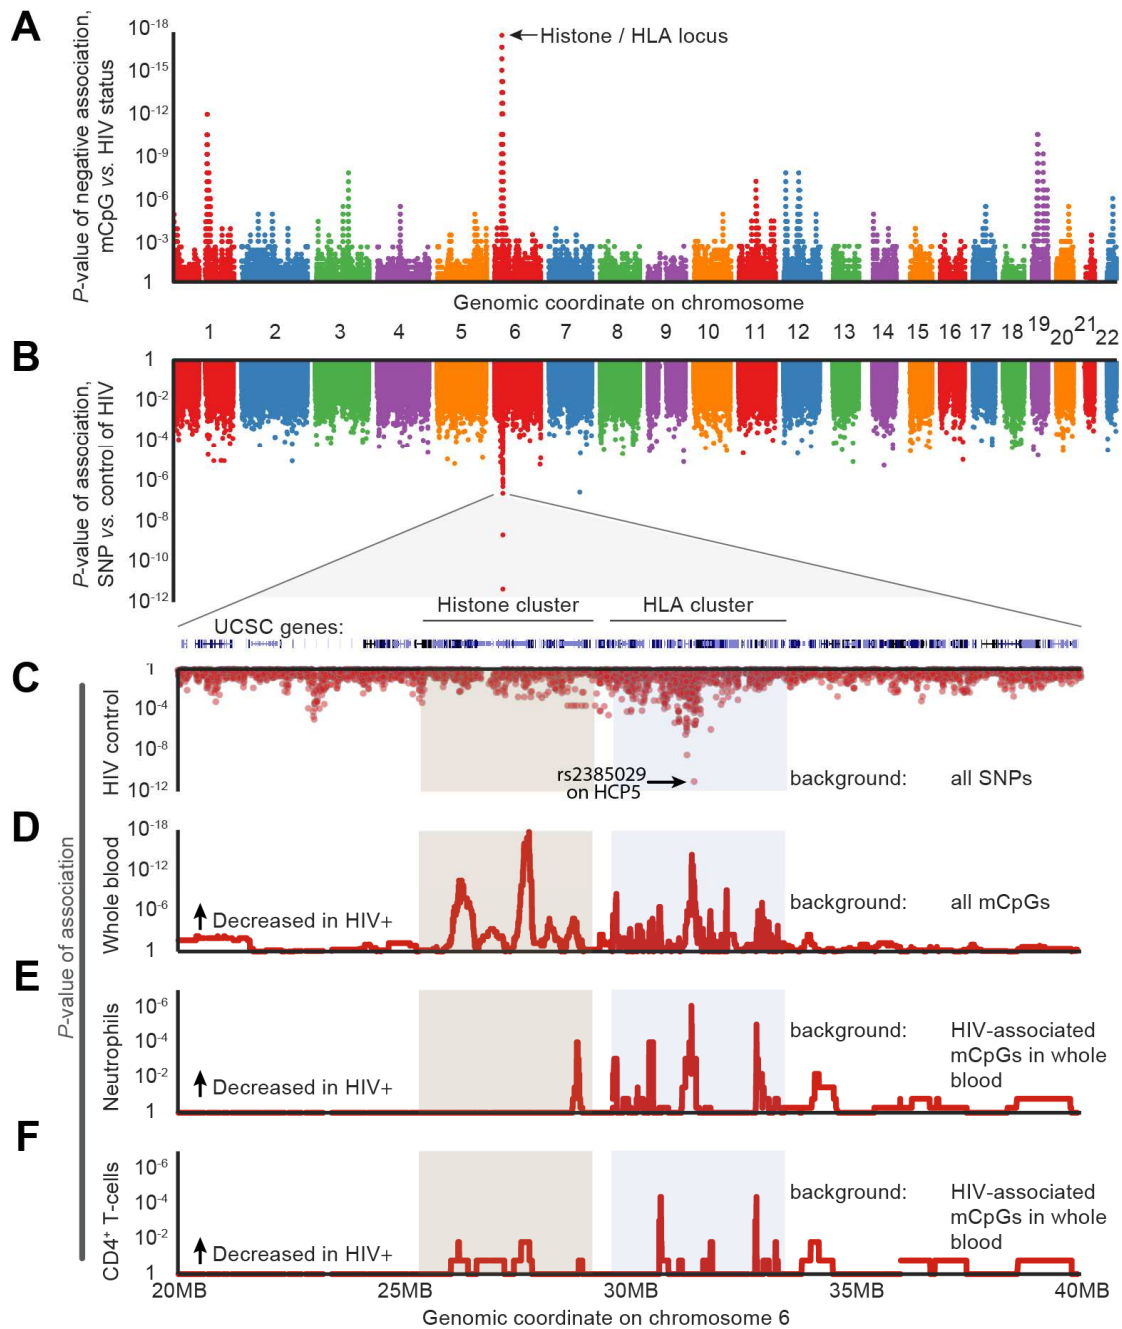 A
P-value of negative association,
mCpG vs. HIV status
10-18
10-15
10-12
10-9
10-6
10-3
1
Histone / HLA locus
Genomic coordinate on chromosome
1 2 3 4 5 6 7 8 9 10 11 12 13 14 15 16 17 18 19 20 21 22
B
P-value of association,
SNP vs. control of HIV
1
10-2
10-4
10-6
10-8
10-10
10-12
Histone cluster
HLA cluster
UCSC genes:
P-value of association
C
HIV control
1
10-4
10-8
10-12
rs2385029
on HCP5
background: all SNPs
D
Whole blood
10-18
10-12
10-6
1
Decreased in HIV+
background: all mCpGs
E
Neutrophils
10-6
10-4
10-2
1
Decreased in HIV+
background: HIV-associated
mCpGs in whole
blood
F
CD4+ T-cells
10-6
10-4
10-2
1
Decreased in HIV+
background: HIV-associated
mCpGs in whole
blood
20MB 25MB 30MB 35MB 40MB
Genomic coordinate on chromosome 6